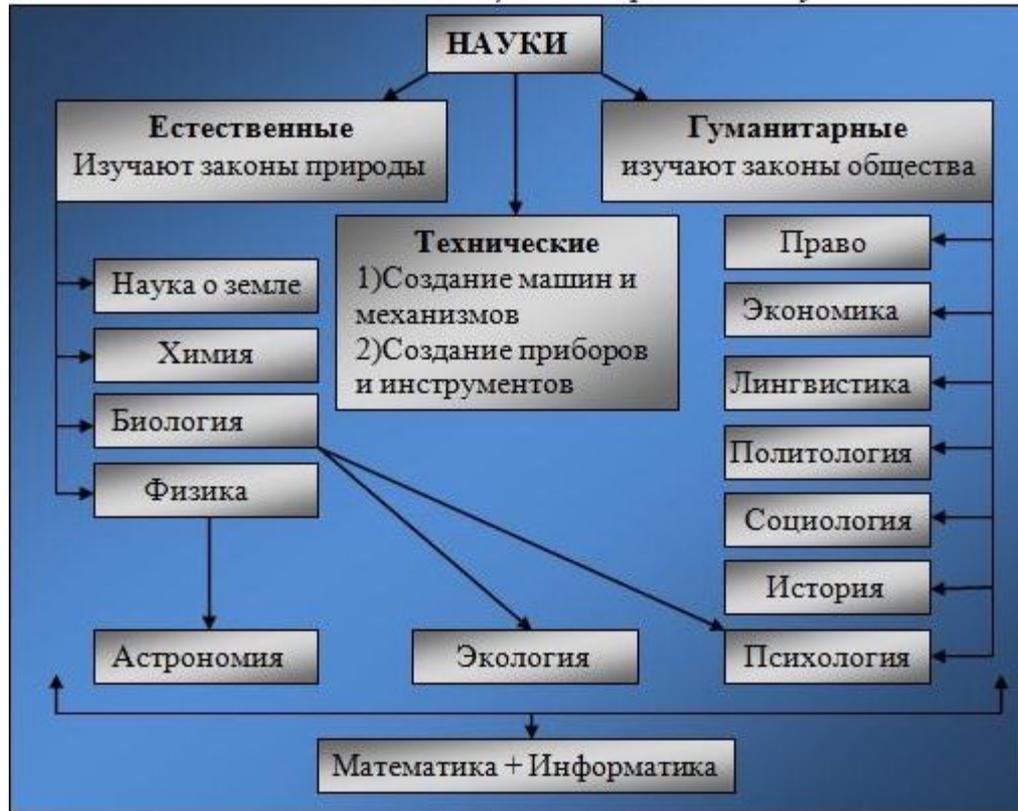 НАУКИ
Естественные
Изучают законы природы
Гуманитарные
изучают законы общества
Технические
1)Создание машин и
механизмов
2)Создание приборов
и инструментов
Наука о земле
Химия
Биология
Физика
Право
Экономика
Лингвистика
Политология
Социология
История
Астрономия
Экология
Психология
Математика + Информатика